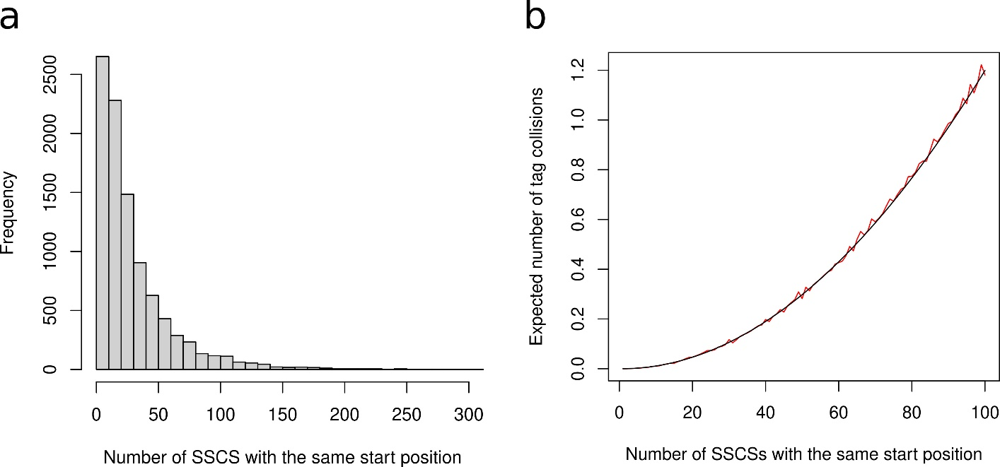 a
Frequency
2500
2000
1500
1000
500
0
0 50 100 150 200 250 300
Number of SSCS with the same start position
b
Expected number of tag collisions
1.2
1.0
0.8
0.6
0.4
0.2
0.0
0 20 40 60 80 100
Number of SSCSs with the same start position